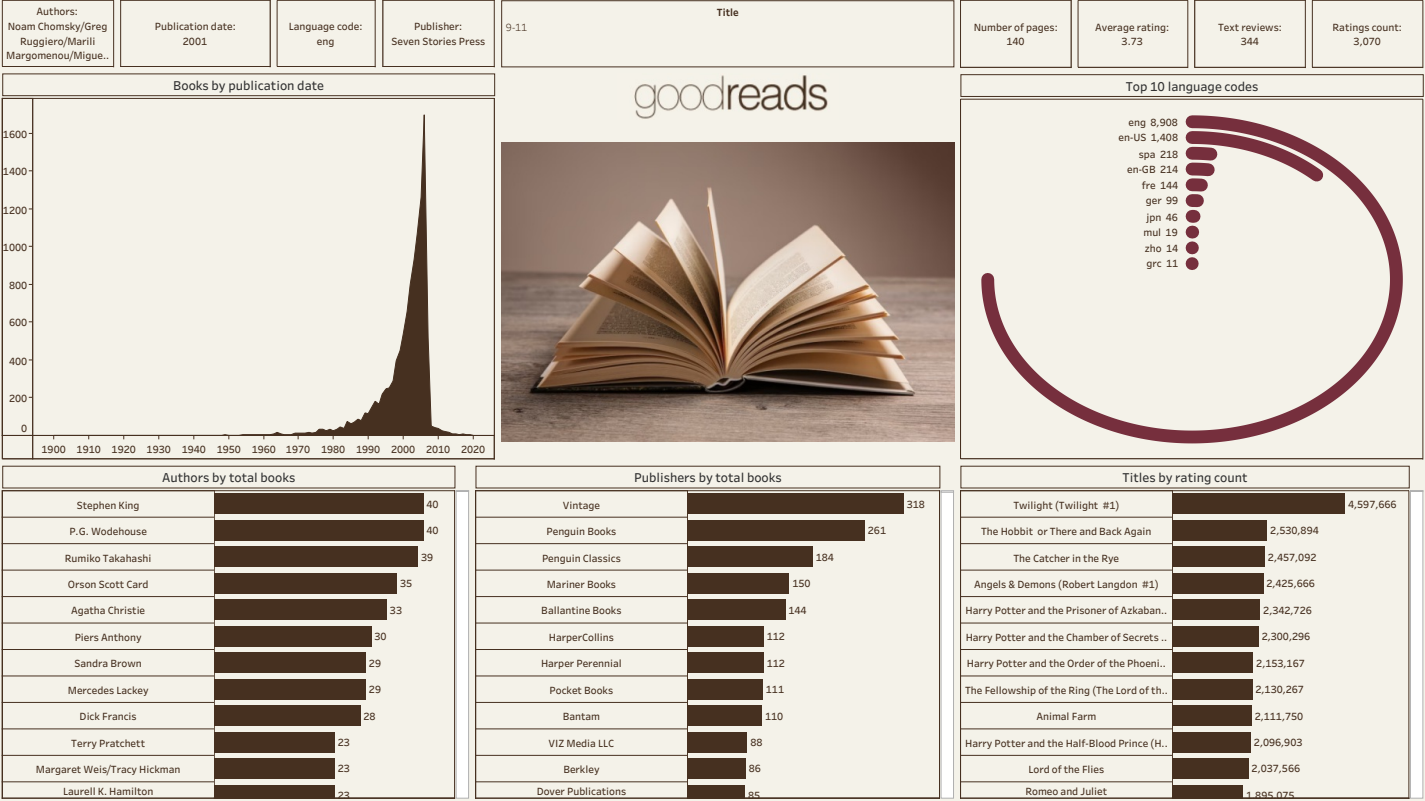 Authors:
Noam Chomsky/Greg
Ruggiero/Marili
Margomenou/Migue..
Publication date:
2001
Language code:
eng
Publisher:
Seven Stories Press
Title
9-11
Number of pages:
140
Average rating:
3.73
Text reviews:
344
Ratings count:
3,070
Books by publication date
1600
1400
1200
1000
800
600
400
200
0
1900 1910 1920 1930 1940 1950 1960 1970 1980 1990 2000 2010 2020
goodreads
Top 10 language codes
eng 8,908
en-US 1,408
spa 218
en-GB 214
fre 144
ger 99
jpn 46
mul 19
zho 14
grc 11
Authors by total books
Stephen King 40
P.G. Wodehouse 40
Rumiko Takahashi 39
Orson Scott Card 35
Agatha Christie 33
Piers Anthony 30
Sandra Brown 29
Mercedes Lackey 29
Dick Francis 28
Terry Pratchett 23
Margaret Weis/Tracy Hickman 23
Laurell K. Hamilton 23
Publishers by total books
Vintage 318
Penguin Books 261
Penguin Classics 184
Mariner Books 150
Ballantine Books 144
HarperCollins 112
Harper Perennial 112
Pocket Books 111
Bantam 110
VIZ Media LLC 88
Berkley 86
Dover Publications 85
Titles by rating count
Twilight (Twilight #1) 4,597,666
The Hobbit or There and Back Again 2,530,894
The Catcher in the Rye 2,457,092
Angels & Demons (Robert Langdon #1) 2,425,666
Harry Potter and the Prisoner of Azkaban.. 2,342,726
Harry Potter and the Chamber of Secrets .. 2,300,296
Harry Potter and the Order of the Phoeni.. 2,153,167
The Fellowship of the Ring (The Lord of th.. 2,130,267
Animal Farm 2,111,750
Harry Potter and the Half-Blood Prince (H.. 2,096,903
Lord of the Flies 2,037,566
Romeo and Juliet 1,895,075